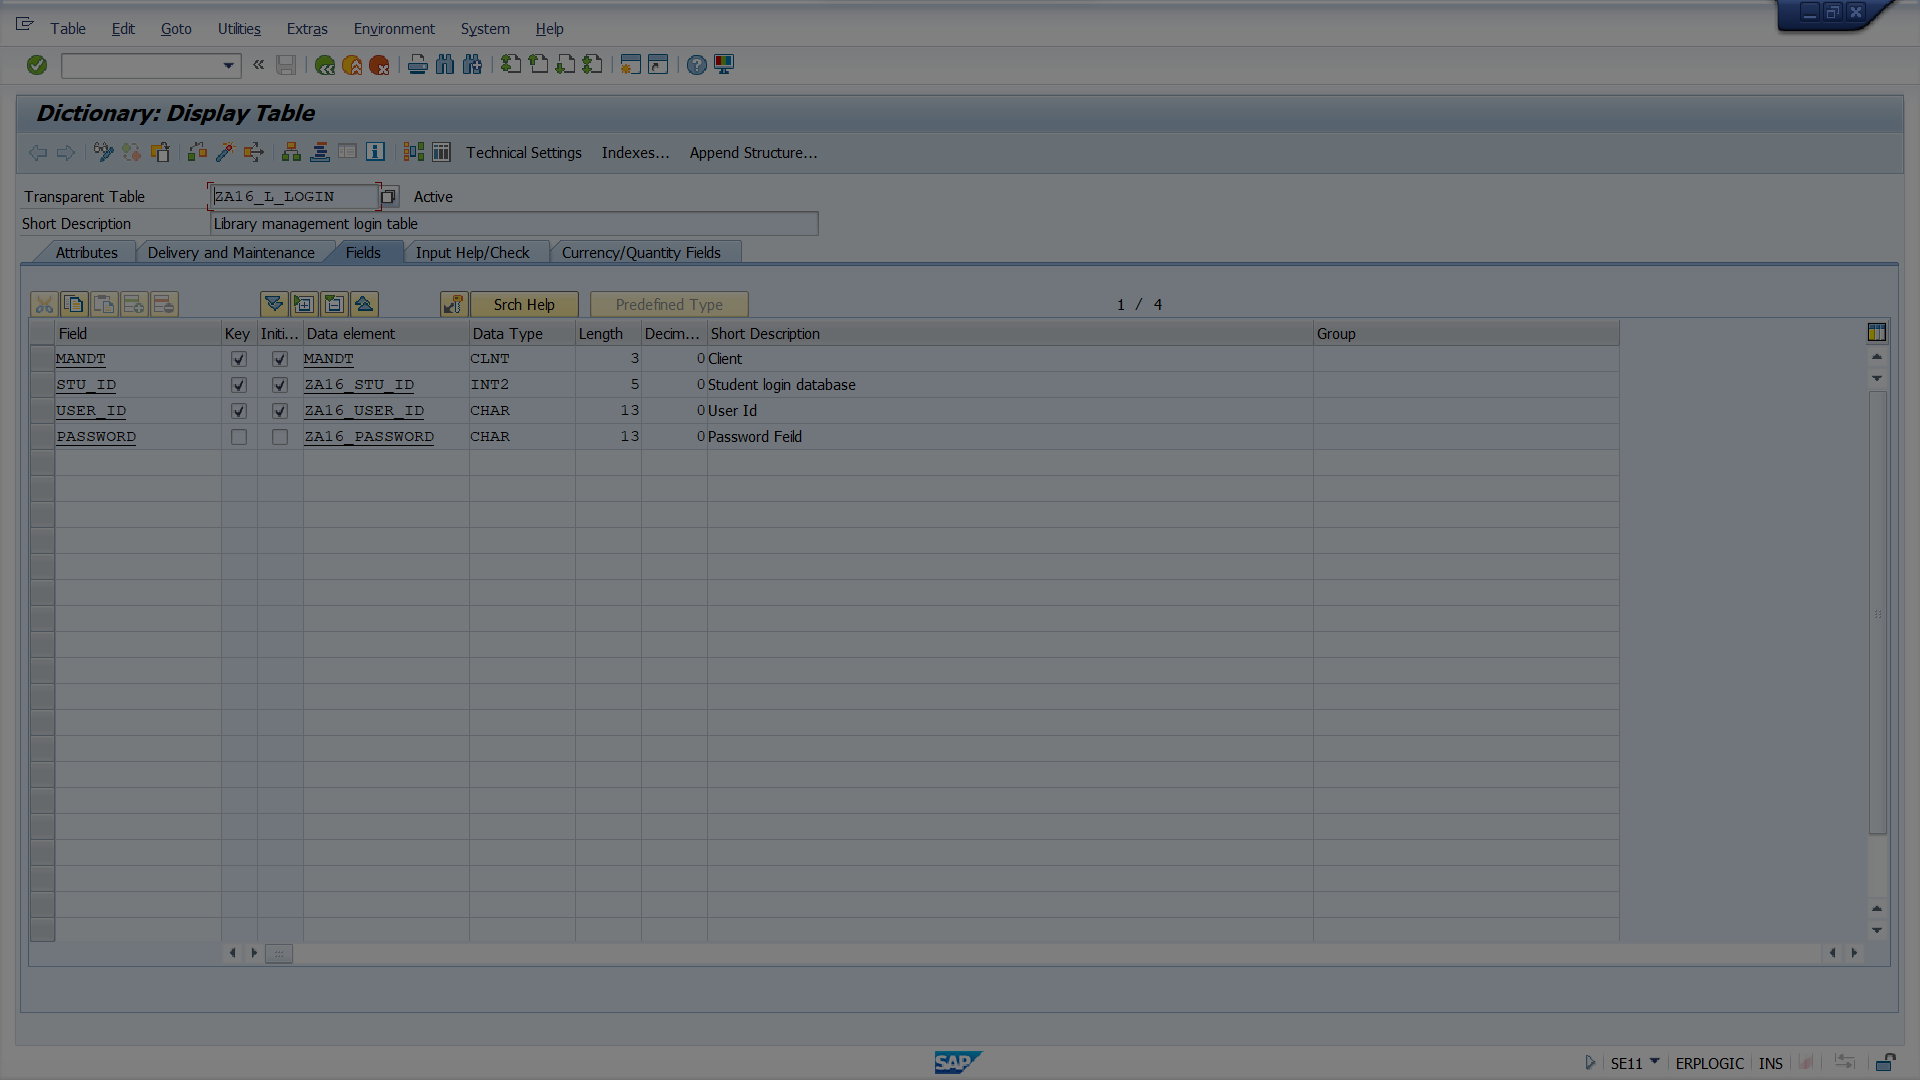 Table Edit Goto Utilities Extras Environment System Help
Dictionary: Display Table
Technical Settings Indexes... Append Structure...
Transparent Table ZA16_L_LOGIN Active
Short Description Library management login table
Attributes Delivery and Maintenance Fields Input Help/Check Currency/Quantity Fields
Srch Help Predefined Type 1 / 4
Field Key Initi... Data element Data Type Length Decim... Short Description Group
MANDT MANDT CLNT 3 0 Client
STU_ID ZA16_STU_ID INT2 5 0 Student login database
USER_ID ZA16_USER_ID CHAR 13 0 User Id
PASSWORD ZA16_PASSWORD CHAR 13 0 Password Feild
SAP SE11 ERPLOGIC INS